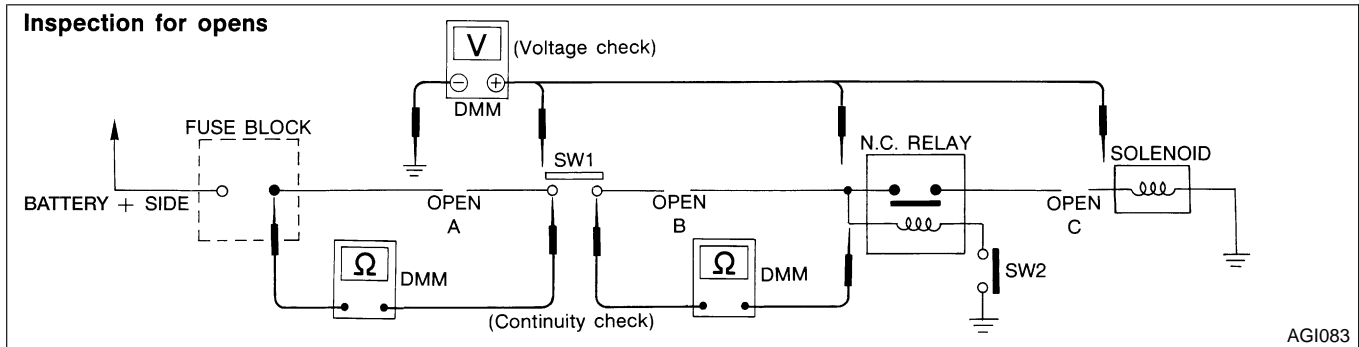 Inspection for opens
V
(Voltage check)
− +
DMM
FUSE BLOCK
N.C. RELAY
SOLENOID
SW1
BATTERY + SIDE
OPEN
A
OPEN
B
OPEN
C
Ω
DMM
Ω
DMM
SW2
(Continuity check)
AGI083